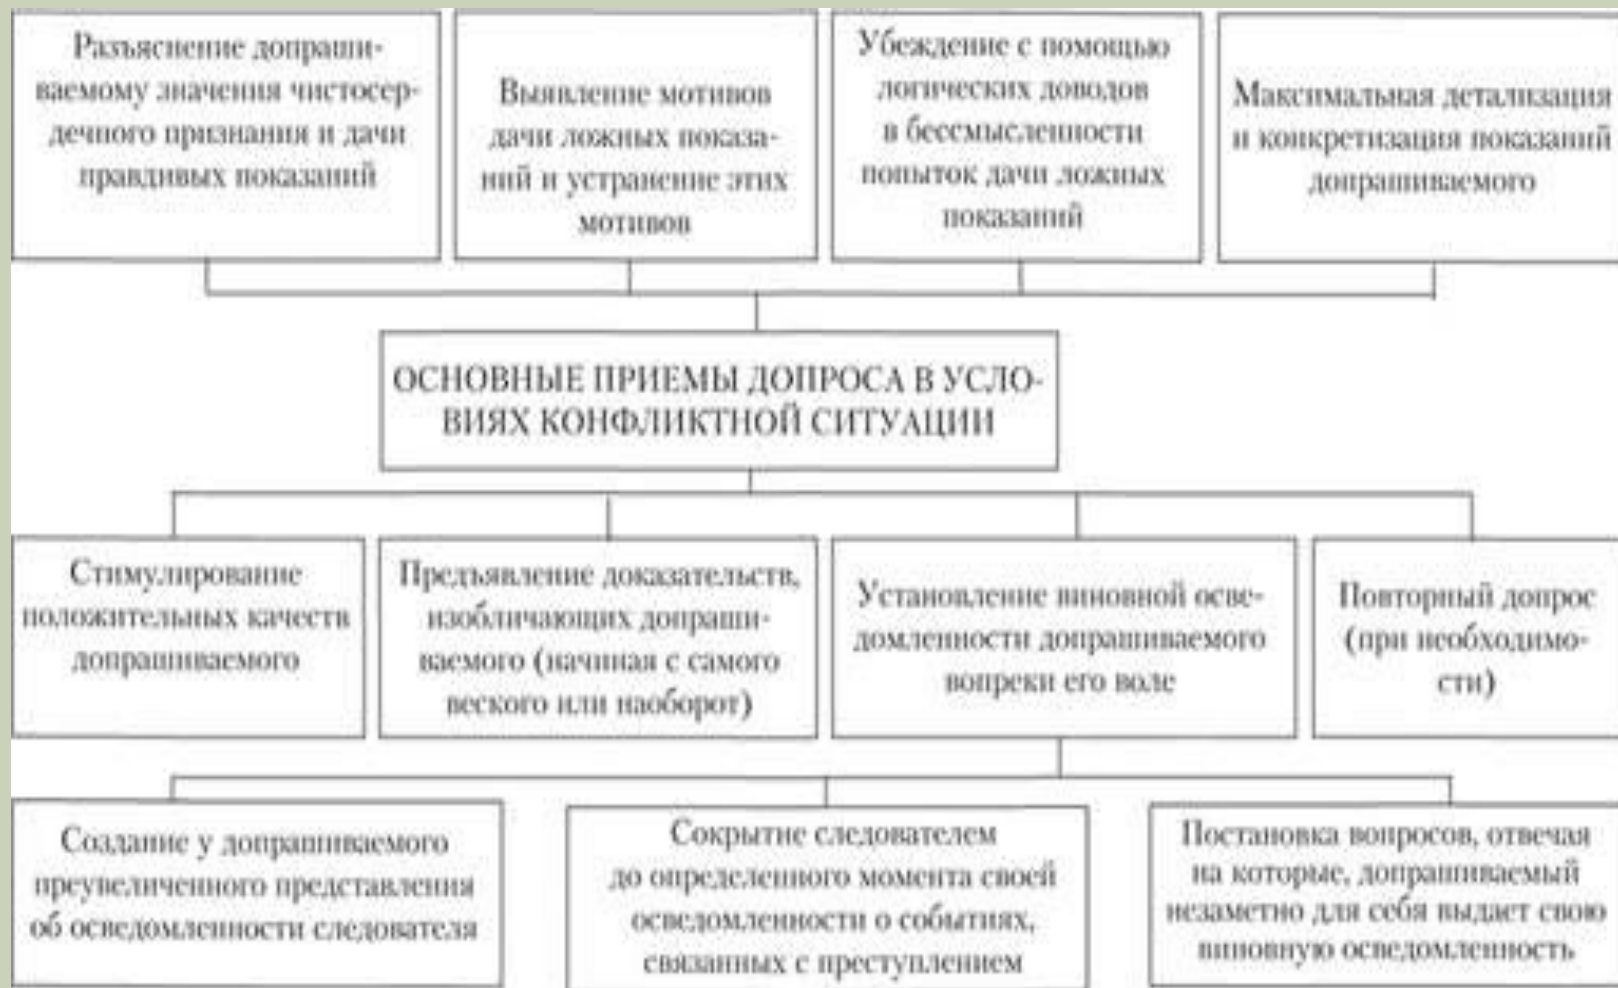 Разъяснение допраши-
ваемому значения чистосер-
дечного признания и дачи
правдивых показаний
Выявление мотивов
дачи ложных показа-
ний и устранение этих
мотивов
Убеждение с помощью
логических доводов
в бессмысленности
попыток дачи ложных
показаний
Максимальная детализация
и конкретизация показаний
допрашиваемого
ОСНОВНЫЕ ПРИЕМЫ ДОПРОСА В УСЛО-
ВИЯХ КОНФЛИКТНОЙ СИТУАЦИИ
Стимулирование
положительных качеств
допрашиваемого
Предъявление доказательств,
изобличающих допраши-
ваемого (начиная с самого
веского или наоборот)
Установление виновной осве-
домленности допрашиваемого
вопреки его воле
Повторный допрос
(при необходимо-
сти)
Создание у допрашиваемого
преувеличенного представления
об осведомленности следователя
Сокрытие следователем
до определенного момента своей
осведомленности о событиях,
связанных с преступлением
Постановка вопросов, отвечая
на которые, допрашиваемый
незаметно для себя выдает свою
виновную осведомленность